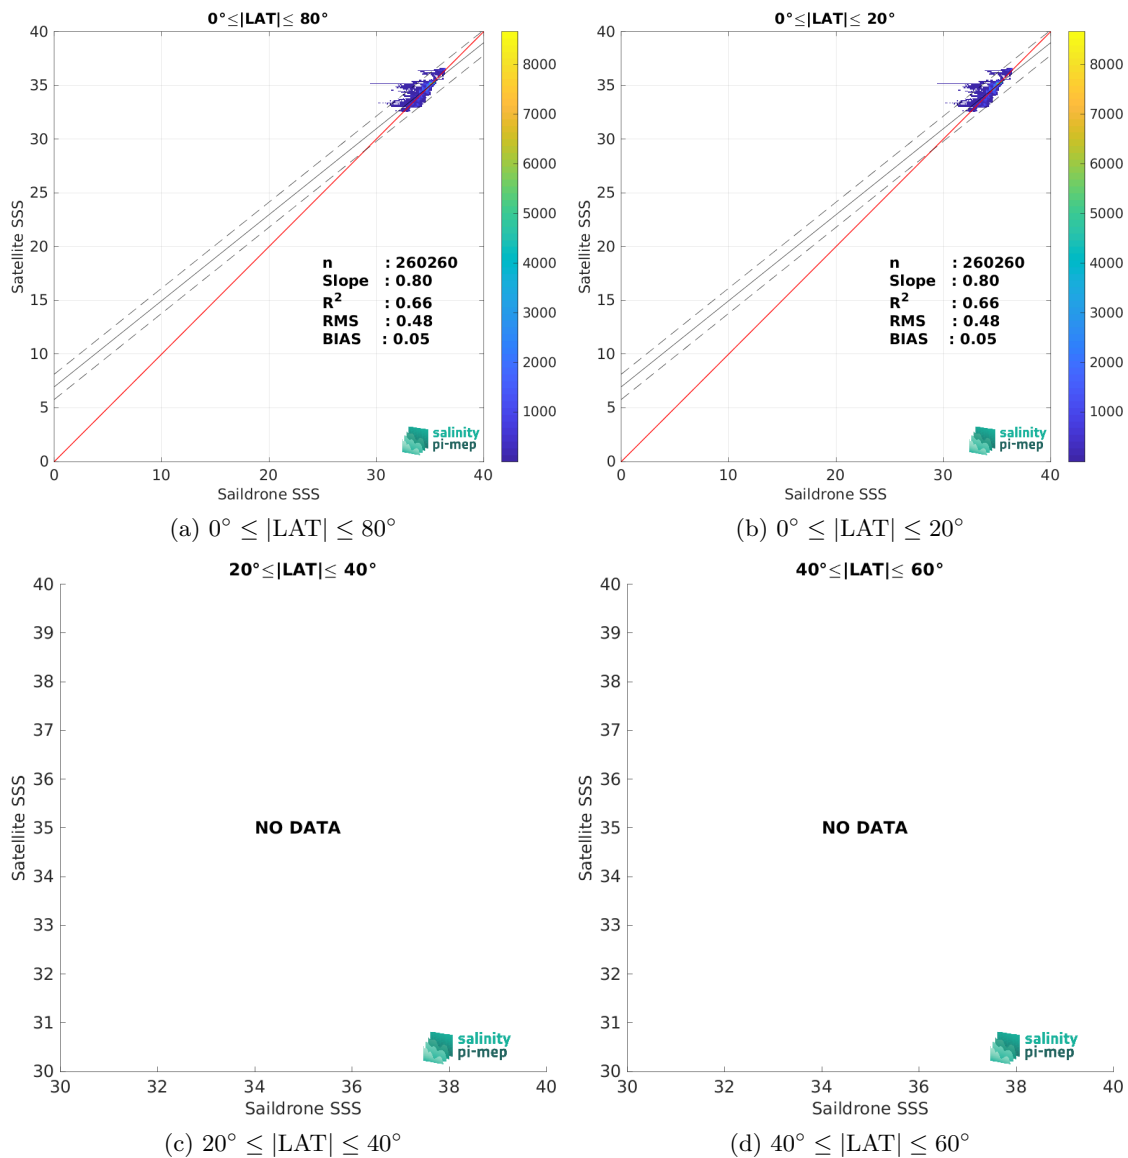 0°≤|LAT|≤ 80°
40
35
30
25
20
15
10
5
0
Satellite SSS
n : 260260
Slope : 0.80
R² : 0.66
RMS : 0.48
BIAS : 0.05
salinity
pi-mep
0 10 20 30 40
Saildrone SSS
8000
7000
6000
5000
4000
3000
2000
1000
(a) 0° ≤ |LAT| ≤ 80°
0°≤|LAT|≤ 20°
40
35
30
25
20
15
10
5
0
Satellite SSS
n : 260260
Slope : 0.80
R² : 0.66
RMS : 0.48
BIAS : 0.05
salinity
pi-mep
0 10 20 30 40
Saildrone SSS
8000
7000
6000
5000
4000
3000
2000
1000
(b) 0° ≤ |LAT| ≤ 20°
20°≤|LAT|≤ 40°
40
39
38
37
36
35
34
33
32
31
30
Satellite SSS
NO DATA
salinity
pi-mep
30 32 34 36 38 40
Saildrone SSS
(c) 20° ≤ |LAT| ≤ 40°
40°≤|LAT|≤ 60°
40
39
38
37
36
35
34
33
32
31
30
Satellite SSS
NO DATA
salinity
pi-mep
30 32 34 36 38 40
Saildrone SSS
(d) 40° ≤ |LAT| ≤ 60°